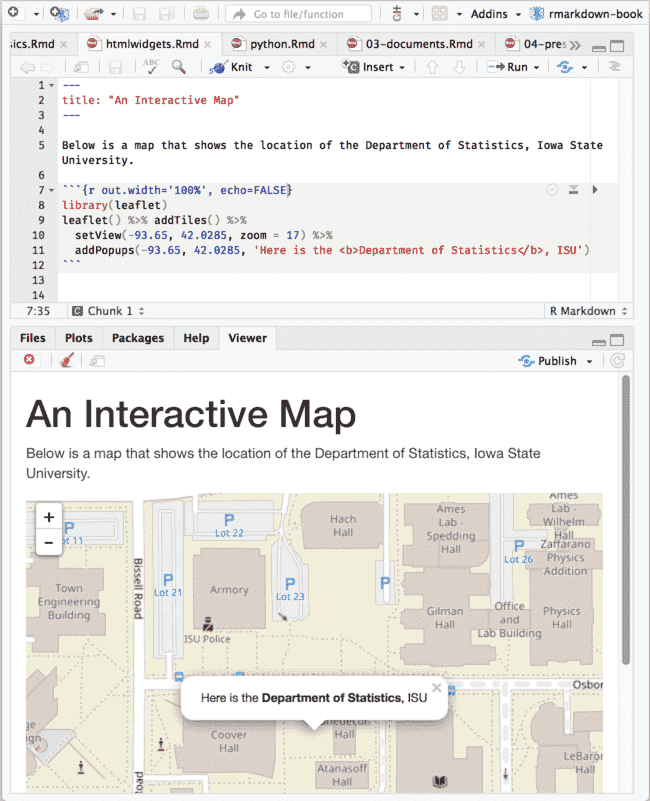 Go to file/function
Addins
rmarkdown-book
sics.Rmd
htmlwidgets.Rmd
python.Rmd
03-documents.Rmd
04-pres
ABC
Knit
Insert
Run
1 ---
2 title: "An Interactive Map"
3 ---
4
5 Below is a map that shows the location of the Department of Statistics, Iowa State
University.
6
7 ```{r out.width='100%', echo=FALSE}
8 library(leaflet)
9 leaflet() %>% addTiles() %>%
10 setView(-93.65, 42.0285, zoom = 17) %>%
11 addPopups(-93.65, 42.0285, 'Here is the <b>Department of Statistics</b>, ISU')
12 ```
13
14
7:35
C Chunk 1
R Markdown
Files
Plots
Packages
Help
Viewer
Publish
An Interactive Map
Below is a map that shows the location of the Department of Statistics, Iowa State
University.
+
−
P
ot 11
P
Lot 22
Hach
Hall
Ames
Lab -
Spedding
Hall
Ames
Lab -
Wilhelm
Hall
P
Lot 26
Zaffarano
Physics
Addition
Town
Engineering
Building
Bissell Road
P
Lot 21
Armory
P
Lot 23
P
ISU Police
Gilman
Hall
Office
and
Lab Building
Physics
Hall
Osbor
Here is the Department of Statistics, ISU
ge
gn
Coover
Hall
Hall
Atanasoff
Hall
LeBaron
Hall